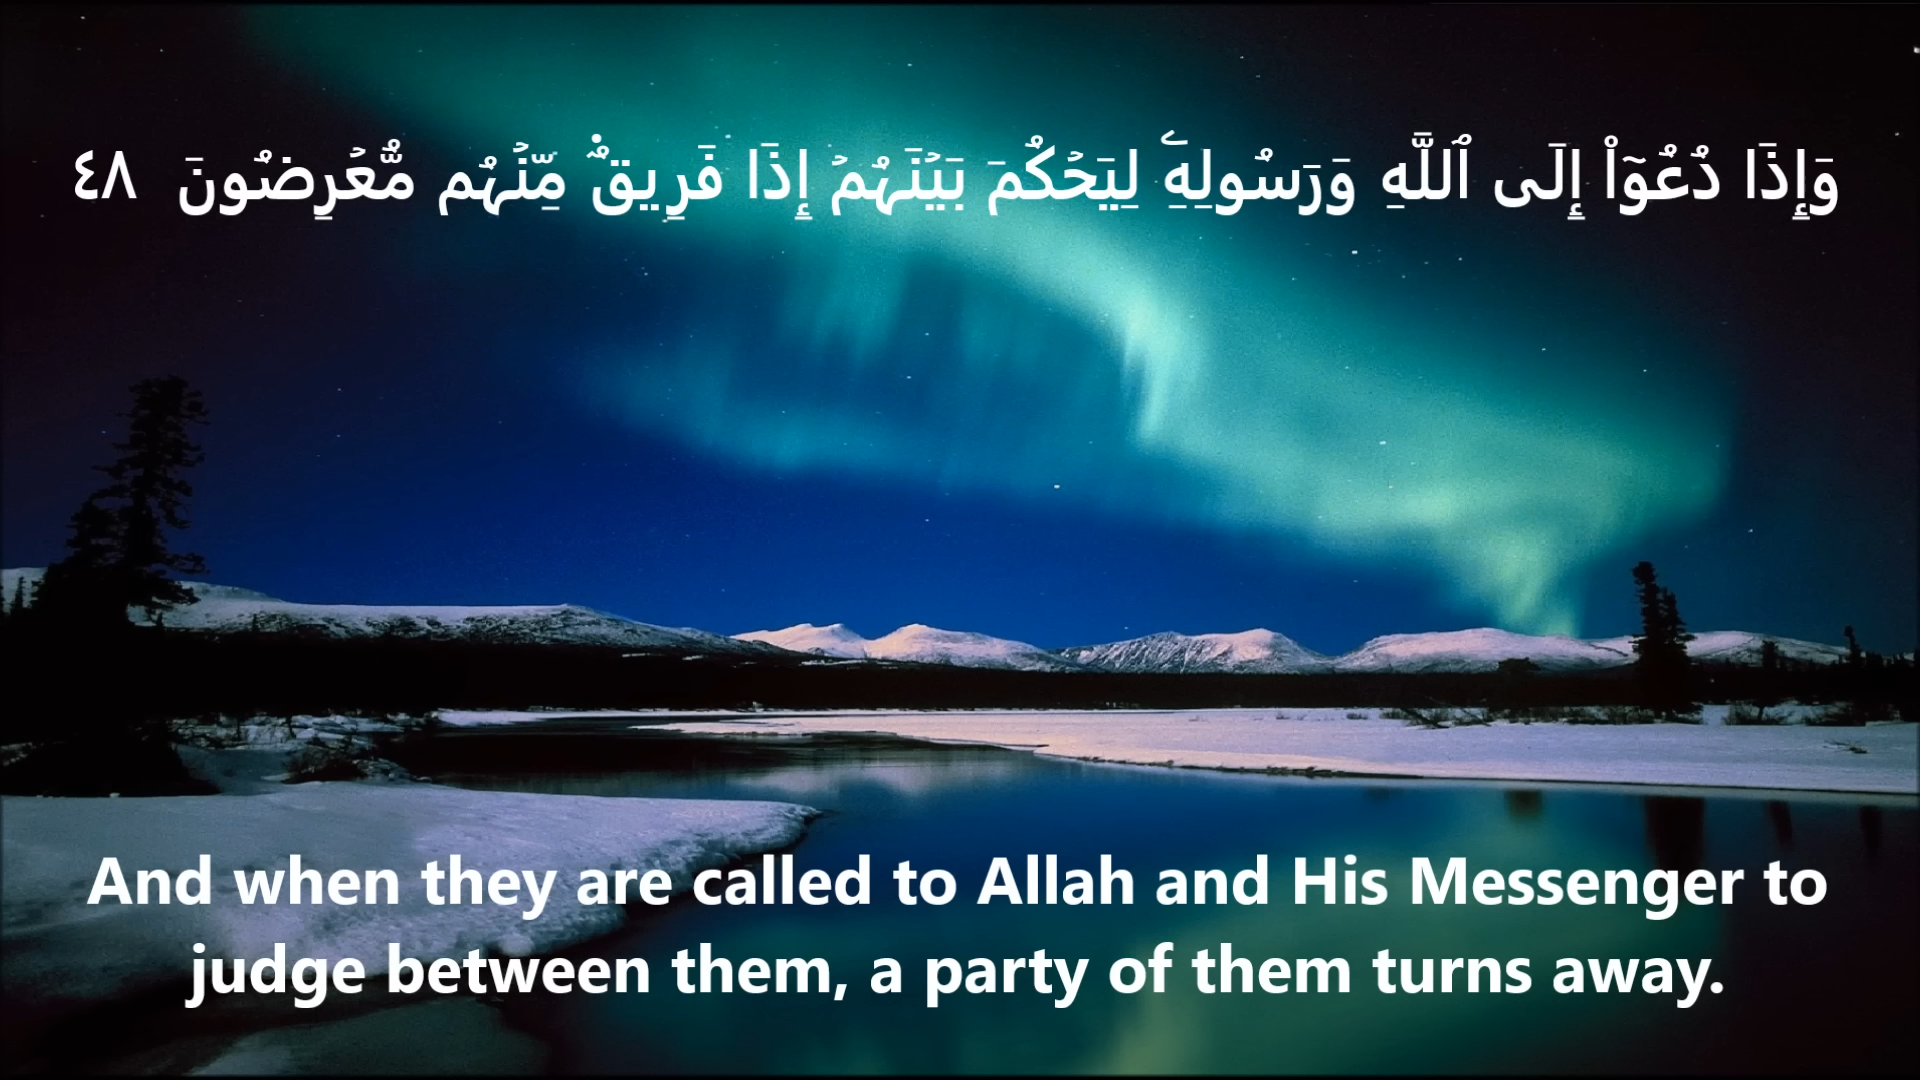 وَإِذَا دُعُوٓا۟ إِلَى ٱللَّهِ وَرَسُولِهِۦ لِيَحْكُمَ بَيْنَهُمْ إِذَا فَرِيقٌۭ مِّنْهُم مُّعْرِضُونَ ٤٨
And when they are called to Allah and His Messenger to
judge between them, a party of them turns away.